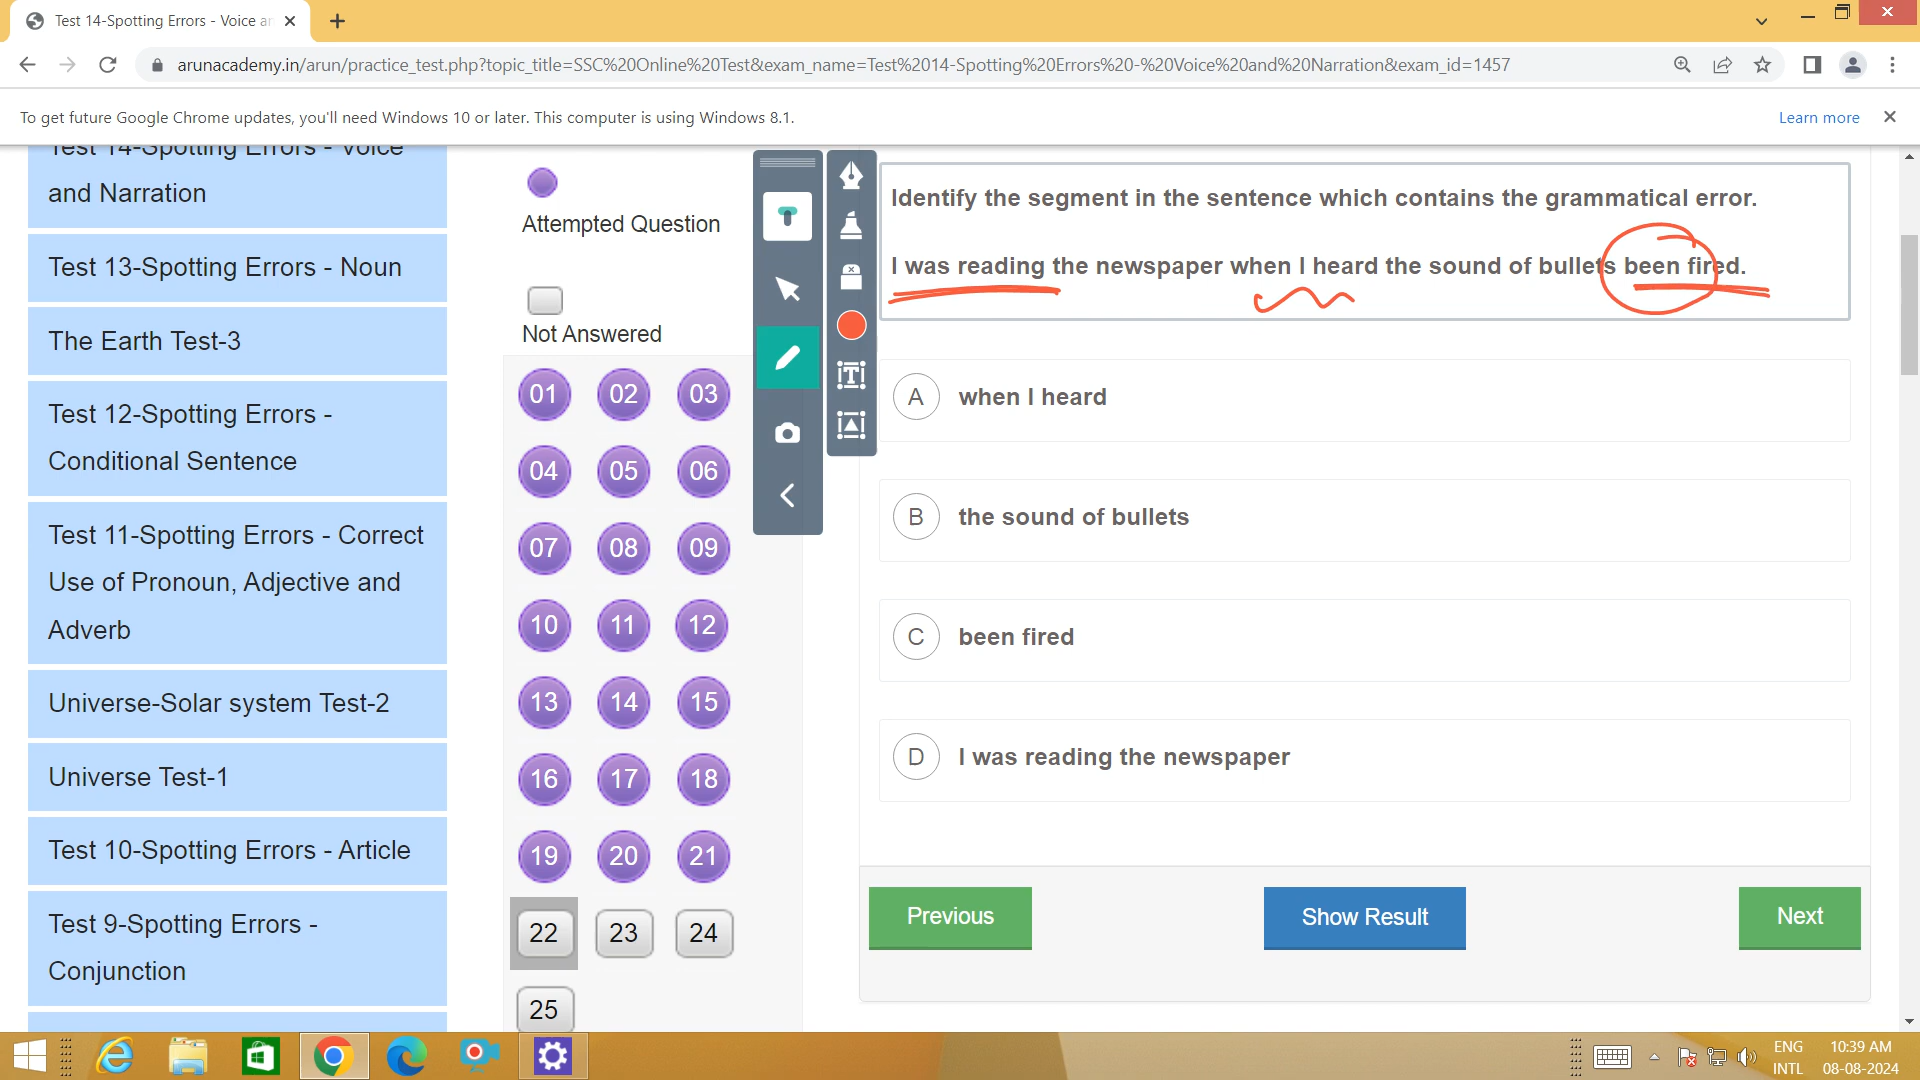 Test 14-Spotting Errors - Voice an
arunacademy.in/arun/practice_test.php?topic_title=SSC%20Online%20Test&exam_name=Test%2014-Spotting%20Errors%20-%20Voice%20and%20Narration&exam_id=1457
To get future Google Chrome updates, you'll need Windows 10 or later. This computer is using Windows 8.1.
Learn more
Test 14-Spotting Errors - Voice
and Narration
Test 13-Spotting Errors - Noun
The Earth Test-3
Test 12-Spotting Errors -
Conditional Sentence
Test 11-Spotting Errors - Correct
Use of Pronoun, Adjective and
Adverb
Universe-Solar system Test-2
Universe Test-1
Test 10-Spotting Errors - Article
Test 9-Spotting Errors -
Conjunction
Attempted Question
Not Answered
01 02 03
04 05 06
07 08 09
10 11 12
13 14 15
16 17 18
19 20 21
22 23 24
25
Identify the segment in the sentence which contains the grammatical error.
I was reading the newspaper when I heard the sound of bullets been fired.
A when I heard
B the sound of bullets
C been fired
D I was reading the newspaper
Previous
Show Result
Next
ENG
INTL
10:39 AM
08-08-2024